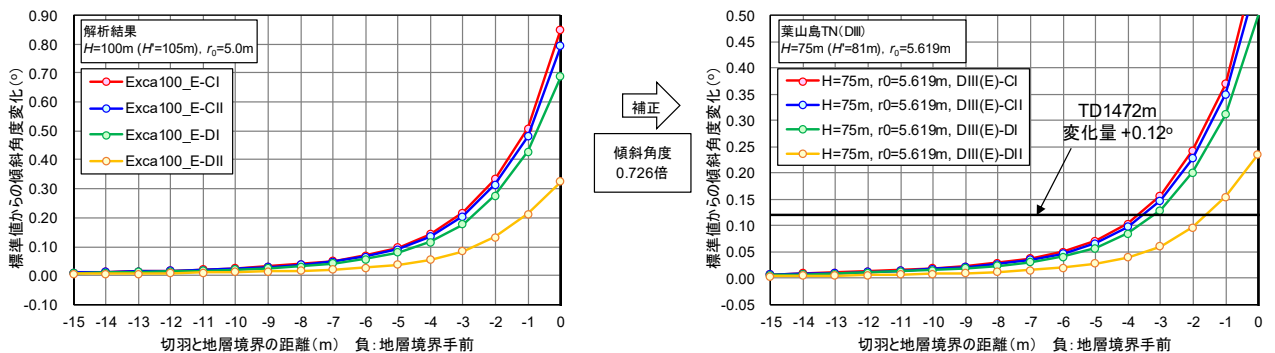 解析結果
H=100m (H'=105m), r₀=5.0m
Exca100_E-CI
Exca100_E-CII
Exca100_E-DI
Exca100_E-DII
標準値からの傾斜角度変化(°)
0.90
0.80
0.70
0.60
0.50
0.40
0.30
0.20
0.10
0.00
-0.10
-15 -14 -13 -12 -11 -10 -9 -8 -7 -6 -5 -4 -3 -2 -1 0
切羽と地層境界の距離(m) 負:地層境界手前
補正
傾斜角度
0.726倍
葉山島TN(DⅢ)
H=75m (H'=81m), r₀=5.619m
H=75m, r0=5.619m, DIII(E)-CI
H=75m, r0=5.619m, DIII(E)-CII
H=75m, r0=5.619m, DIII(E)-DI
H=75m, r0=5.619m, DIII(E)-DII
TD1472m
変化量 +0.12°
標準値からの傾斜角度変化(°)
0.50
0.45
0.40
0.35
0.30
0.25
0.20
0.15
0.10
0.05
0.00
-0.05
-15 -14 -13 -12 -11 -10 -9 -8 -7 -6 -5 -4 -3 -2 -1 0
切羽と地層境界の距離(m) 負:地層境界手前